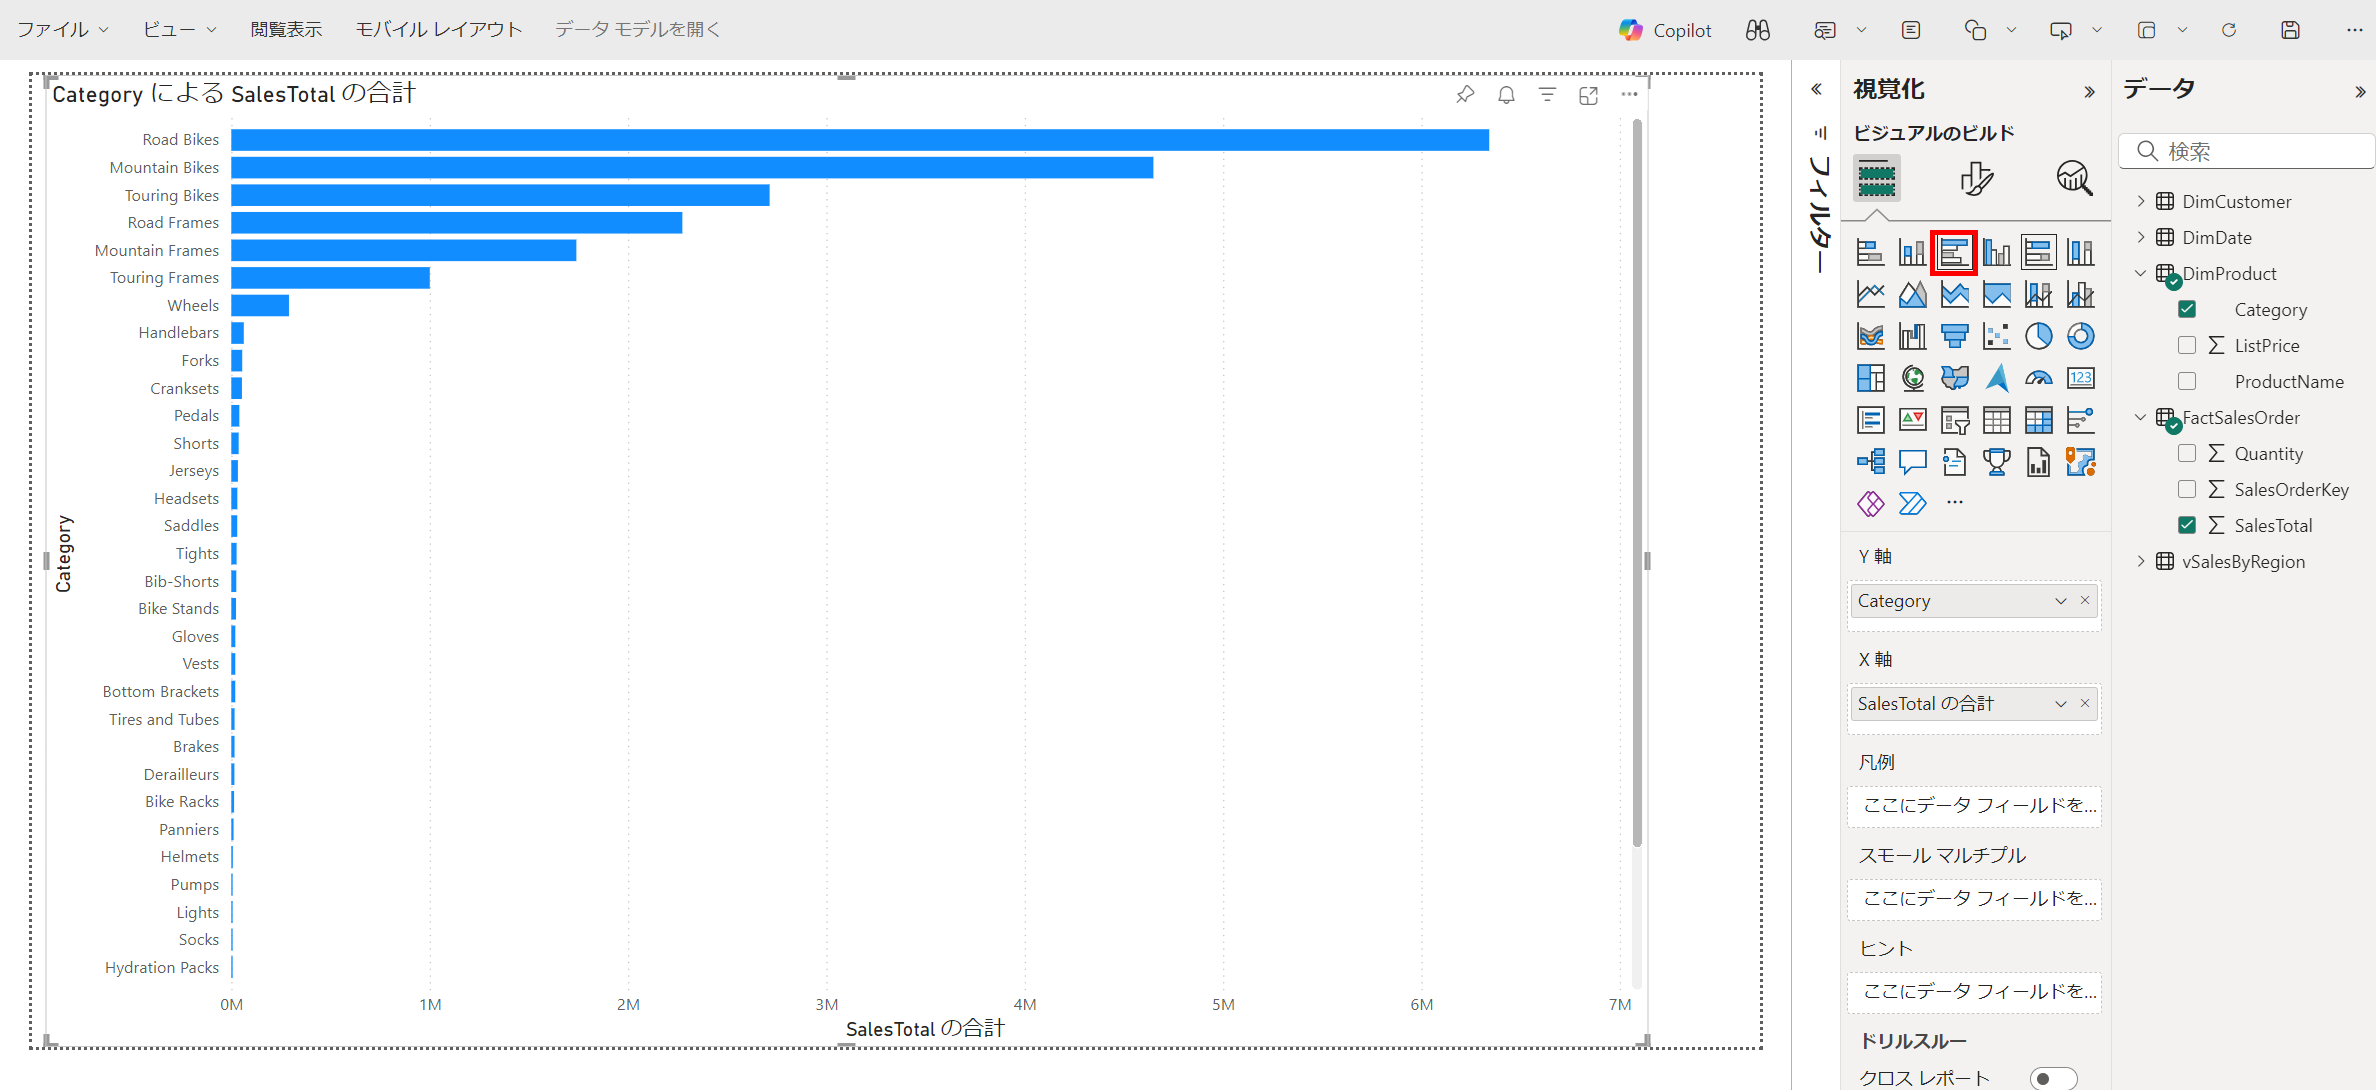 ファイル ビュー 閲覧表示 モバイル レイアウト データ モデルを開く Copilot
Category による SalesTotal の合計
Road Bikes
Mountain Bikes
Touring Bikes
Road Frames
Mountain Frames
Touring Frames
Wheels
Handlebars
Forks
Cranksets
Pedals
Shorts
Jerseys
Headsets
Saddles
Tights
Bib-Shorts
Bike Stands
Gloves
Vests
Bottom Brackets
Tires and Tubes
Brakes
Derailleurs
Bike Racks
Panniers
Helmets
Pumps
Lights
Socks
Hydration Packs
Category
0M 1M 2M 3M 4M 5M 6M 7M
SalesTotal の合計
フィルター
視覚化
ビジュアルのビルド
123
Y 軸
Category
X 軸
SalesTotal の合計
凡例
ここにデータ フィールドを...
スモール マルチプル
ここにデータ フィールドを...
ヒント
ここにデータ フィールドを...
ドリルスルー
クロス レポート
データ
検索
DimCustomer
DimDate
DimProduct
Category
∑ ListPrice
ProductName
FactSalesOrder
∑ Quantity
∑ SalesOrderKey
∑ SalesTotal
vSalesByRegion